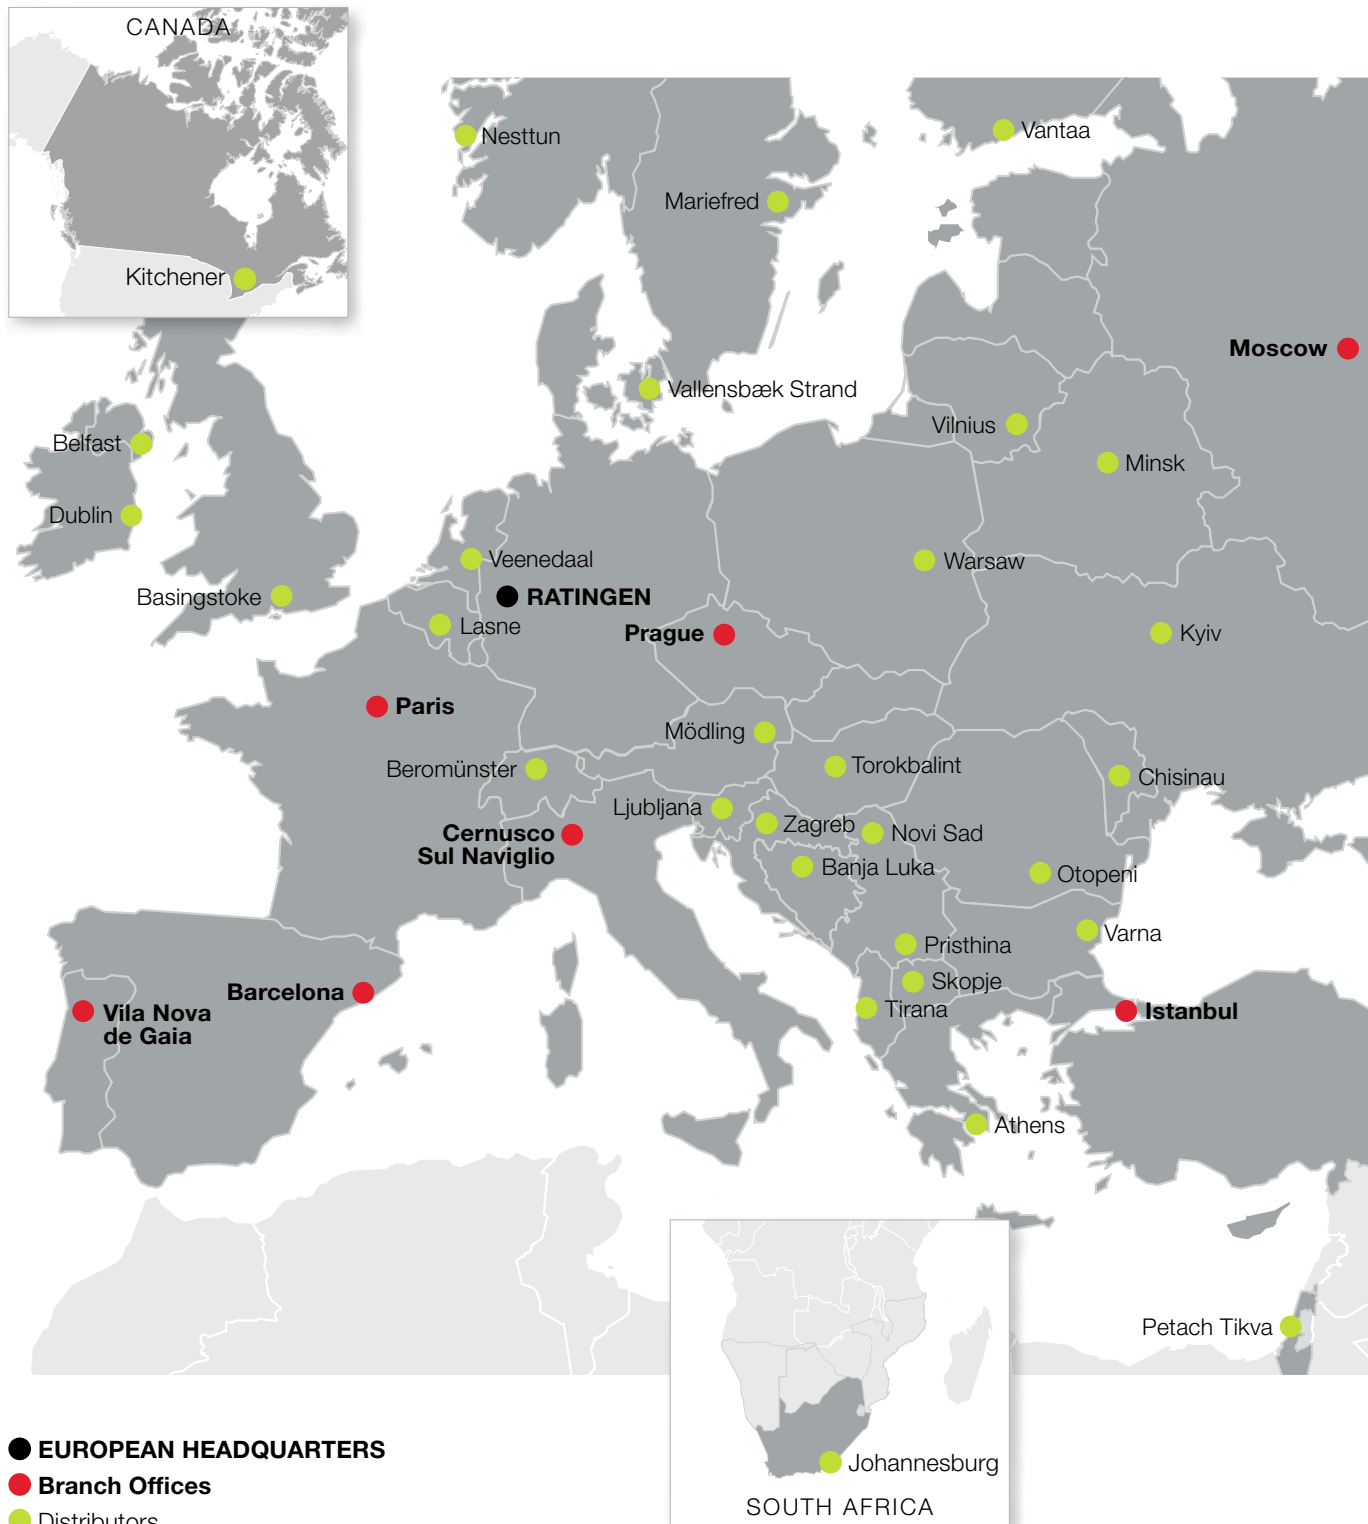 CANADA
Kitchener
Nesttun
Vantaa
Mariefred
Moscow
Vallensbæk Strand
Vilnius
Belfast
Minsk
Dublin
Veenedaal
Warsaw
Basingstoke
RATINGEN
Lasne
Prague
Kyiv
Paris
Mödling
Beromünster
Torokbalint
Chisinau
Ljubljana
Zagreb
Novi Sad
Cernusco
Sul Naviglio
Banja Luka
Otopeni
Varna
Pristhina
Skopje
Barcelona
Tirana
Vila Nova
de Gaia
Istanbul
Athens
Petach Tikva
Johannesburg
SOUTH AFRICA
EUROPEAN HEADQUARTERS
Branch Offices
Distributors